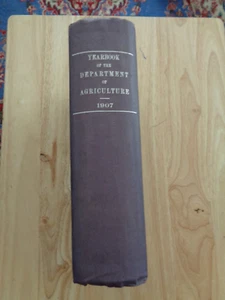 YEARBOOK
OF THE
DEPARTMENT
OF
AGRICULTURE
1907